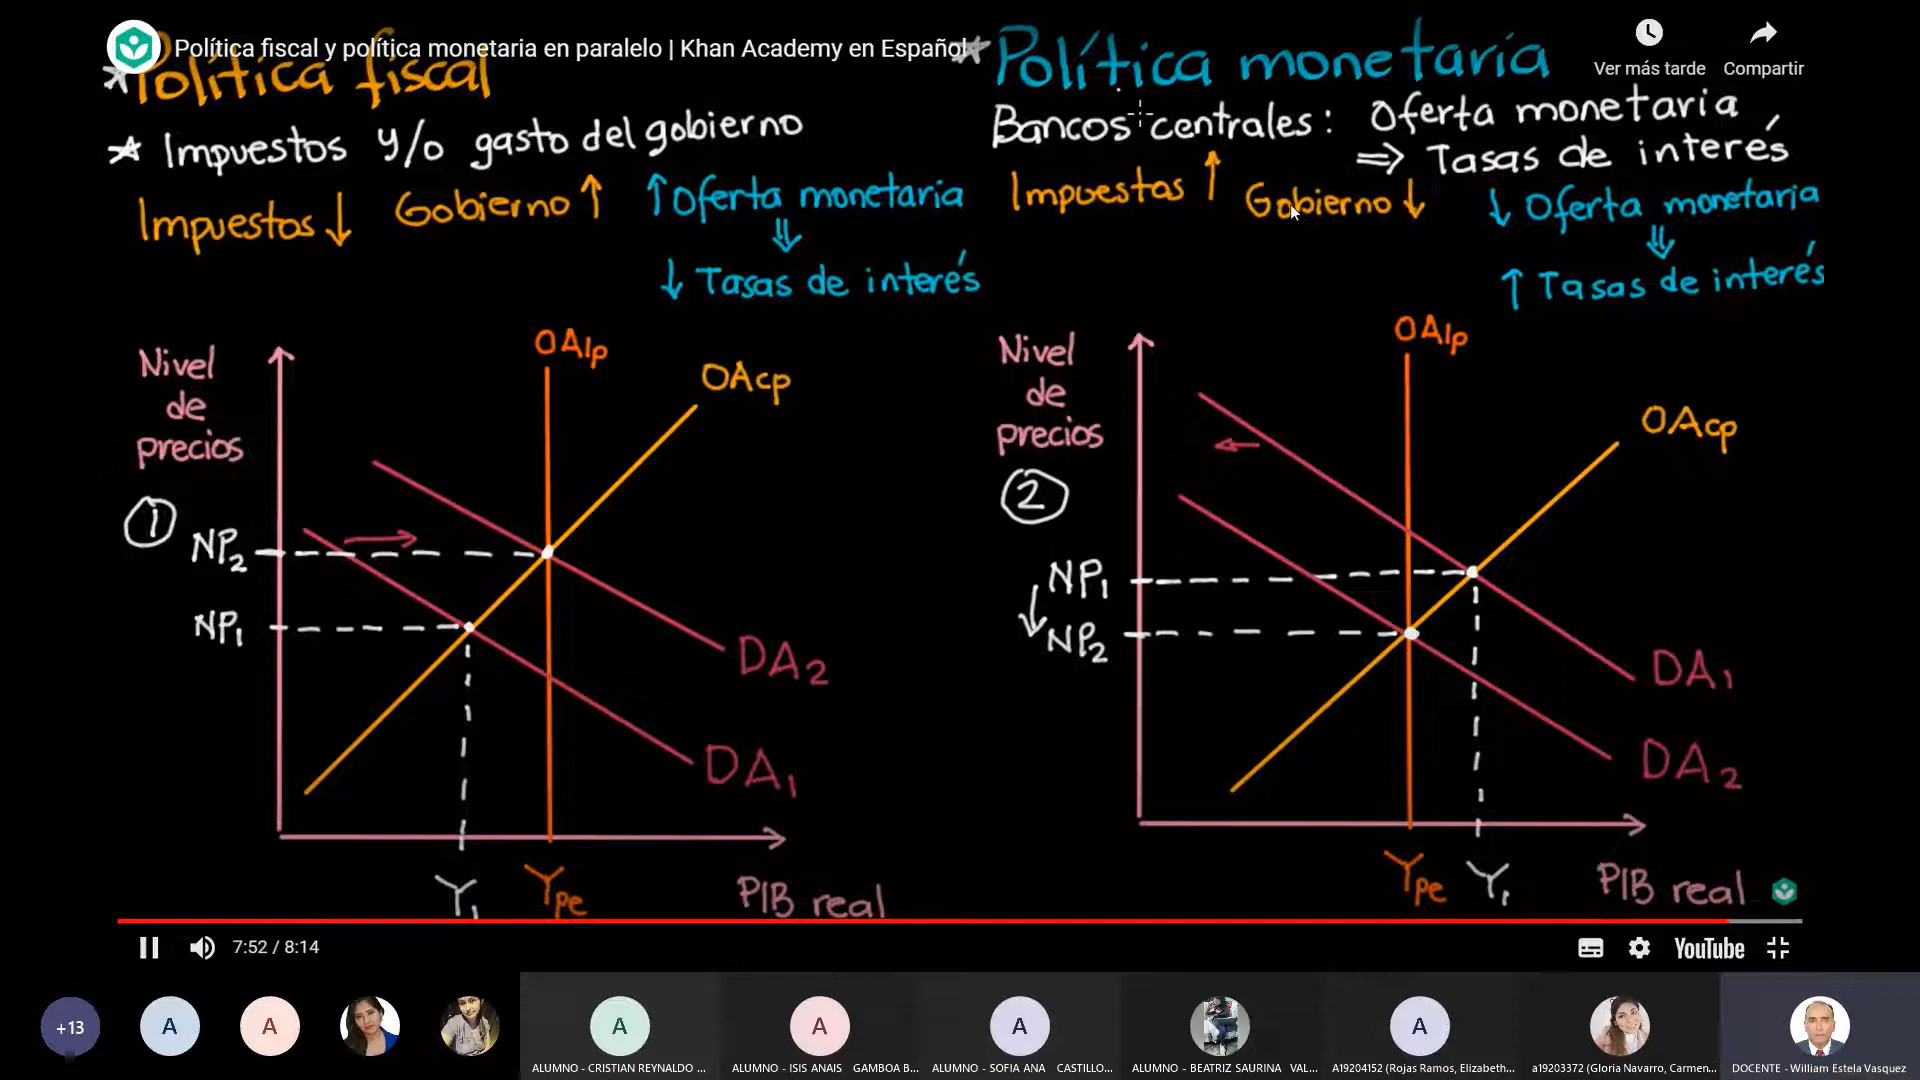 Política fiscal y política monetaria en paralelo | Khan Academy en Español
Ver más tarde
Compartir
Política fiscal
Impuestos y/o gasto del gobierno
Impuestos ↓ Gobierno ↑
↑ Oferta monetaria
⇓
↓ Tasas de interés
Política monetaria
Bancos centrales: Oferta monetaria
⇒ Tasas de interés
Impuestos ↑ Gobierno ↓
↓ Oferta monetaria
⇓
↑ Tasas de interés
Nivel
de
precios
1
OAlp
OAcp
NP2
NP1
DA2
DA1
Y1
Ype
PIB real
Nivel
de
precios
2
OAlp
OAcp
NP1
NP2
DA1
DA2
Ype
Y1
PIB real
7:52 / 8:14
YouTube
+13
A
A
A
A
A
A
ALUMNO - CRISTIAN REYNALDO ...
ALUMNO - ISIS ANAIS GAMBOA B...
ALUMNO - SOFIA ANA CASTILLO...
ALUMNO - BEATRIZ SAURINA VAL...
A19204152 (Rojas Ramos, Elizabeth...
a19203372 (Gloria Navarro, Carmen...
DOCENTE - William Estela Vasquez